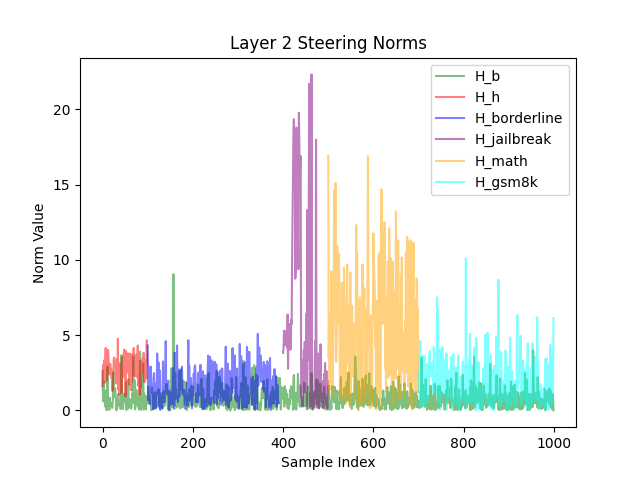 Layer 2 Steering Norms
H_b
H_h
H_borderline
H_jailbreak
H_math
H_gsm8k
20
15
10
5
0
Norm Value
0 200 400 600 800 1000
Sample Index